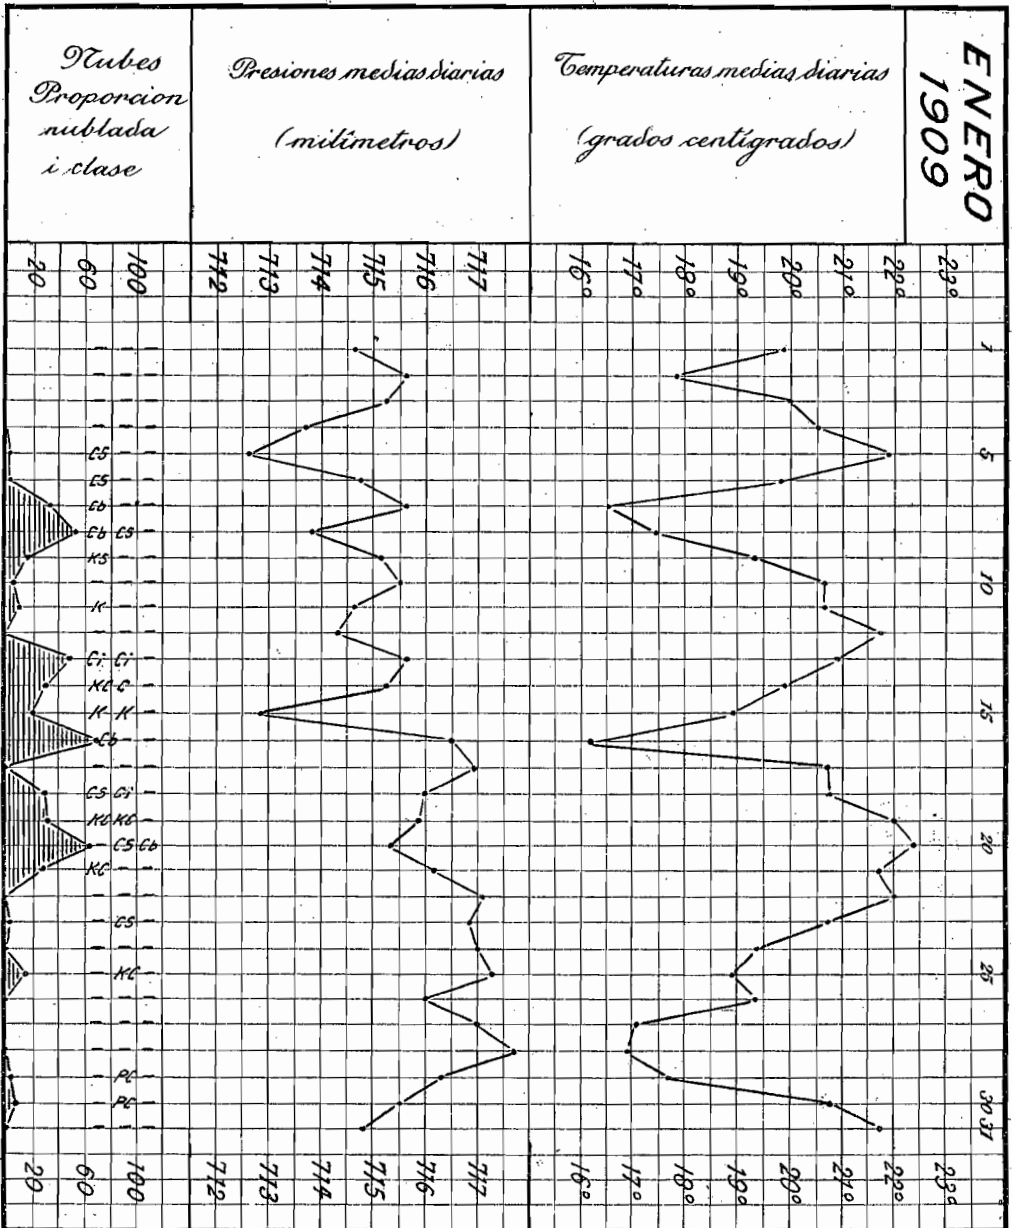 ENERO
1909
Nubes
Proporcion
nublada
i clase
Presiones medias diarias
(milímetros)
Temperaturas medias diarias
(grados centígrados)
20 60 100 712 713 714 715 716 717 16° 17° 18° 19° 20° 21° 22° 23°
1
- - -
- - -
- - -
- - -
CS - - 5
CS - -
Cb - -
Cb CS -
KS - -
- - - 10
K - -
- - -
Ci Ci -
KC C -
K K - 15
- Cb - -
- - -
CS Ci -
KC KC -
- CS Cb 20
KC - -
- - -
- CS -
- - -
- KC - 25
- - -
- - -
- - -
- PC -
- PC - 30
- - - 31
20 60 100 712 713 714 715 716 717 16° 17° 18° 19° 20° 21° 22° 23°